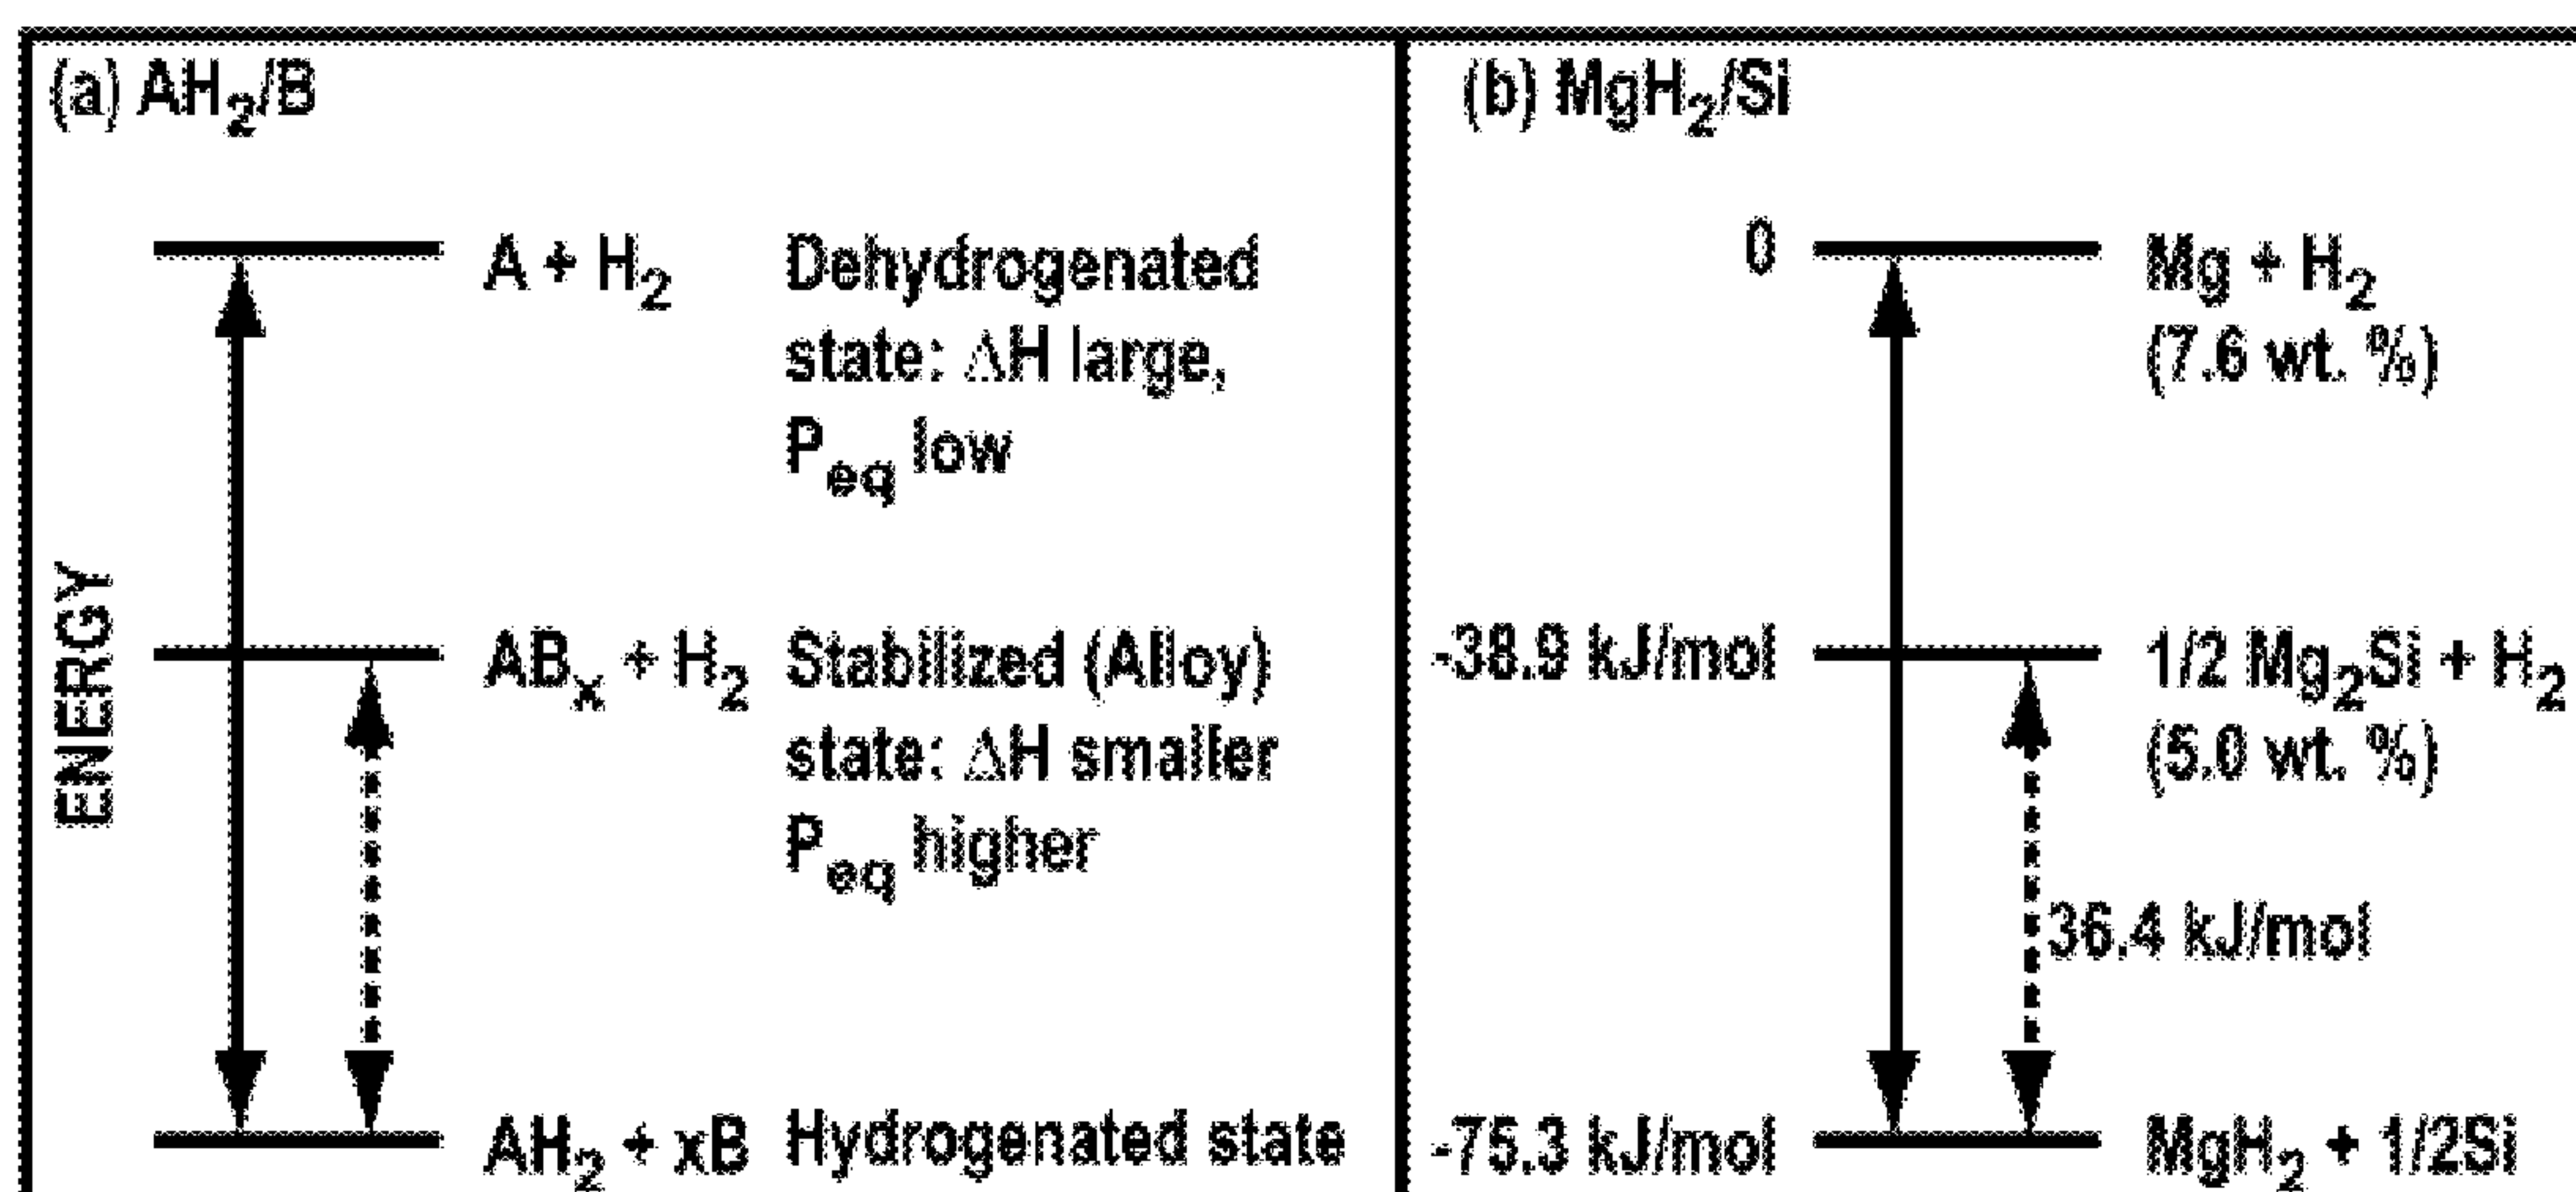 (a) AH₂/B
A + H₂
Dehydrogenated
state: ΔH large,
Peq low
ENERGY
ABₓ + H₂
Stabilized (Alloy)
state: ΔH smaller
Peq higher
AH₂ + xB
Hydrogenated state
(b) MgH₂/Si
0
Mg + H₂
(7.6 wt. %)
-38.9 kJ/mol
1/2 Mg₂Si + H₂
(5.0 wt. %)
36.4 kJ/mol
-75.3 kJ/mol
MgH₂ + 1/2Si